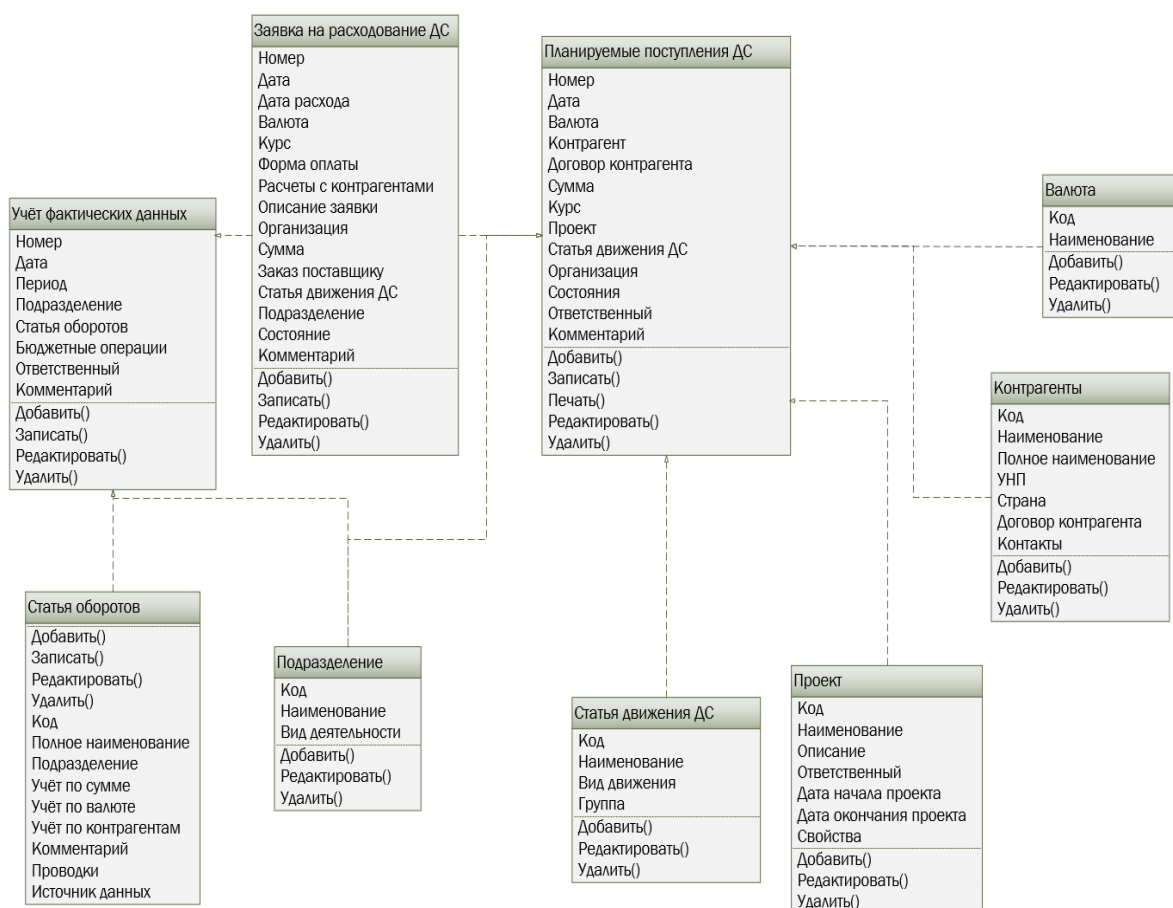 Заявка на расходование ДС
Номер
Дата
Дата расхода
Валюта
Курс
Форма оплаты
Расчеты с контрагентами
Описание заявки
Организация
Сумма
Заказ поставщику
Статья движения ДС
Подразделение
Состояние
Комментарий
Добавить()
Записать()
Редактировать()
Удалить()
Планируемые поступления ДС
Номер
Дата
Валюта
Контрагент
Договор контрагента
Сумма
Курс
Проект
Статья движения ДС
Организация
Состояния
Ответственный
Комментарий
Добавить()
Записать()
Печать()
Редактировать()
Удалить()
Учёт фактических данных
Номер
Дата
Период
Подразделение
Статья оборотов
Бюджетные операции
Ответственный
Комментарий
Добавить()
Записать()
Редактировать()
Удалить()
Валюта
Код
Наименование
Добавить()
Редактировать()
Удалить()
Контрагенты
Код
Наименование
Полное наименование
УНП
Страна
Договор контрагента
Контакты
Добавить()
Редактировать()
Удалить()
Статья оборотов
Добавить()
Записать()
Редактировать()
Удалить()
Код
Полное наименование
Подразделение
Учёт по сумме
Учёт по валюте
Учёт по контрагентам
Комментарий
Проводки
Источник данных
Подразделение
Код
Наименование
Вид деятельности
Добавить()
Редактировать()
Удалить()
Статья движения ДС
Код
Наименование
Вид движения
Группа
Добавить()
Редактировать()
Удалить()
Проект
Код
Наименование
Описание
Ответственный
Дата начала проекта
Дата окончания проекта
Свойства
Добавить()
Редактировать()
Удалить()